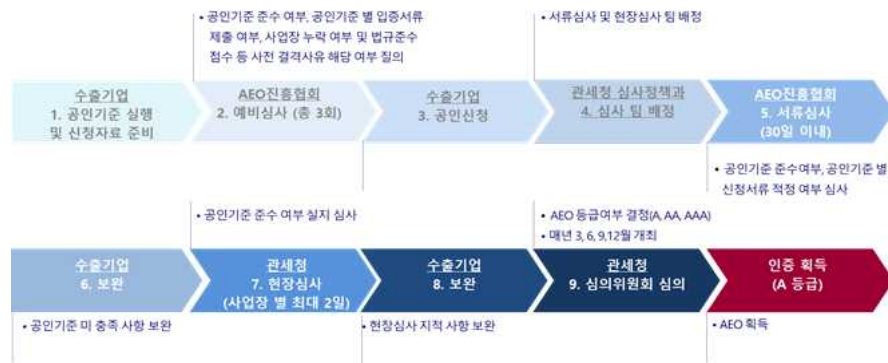 • 공인기준 준수 여부, 공인기준 별 입증서류
제출 여부, 사업장 누락 여부 및 법규준수
점수 등 사전 결격사유 해당 여부 질의
• 서류심사 및 현장심사 팀 배정
수출기업
1. 공인기준 실행
및 신청자료 준비
AEO진흥협회
2. 예비심사 (총 3회)
수출기업
3. 공인신청
관세청 심사정책과
4. 심사 팀 배정
AEO진흥협회
5. 서류심사
(30일 이내)
• 공인기준 준수여부, 공인기준 별
신청서류 적정 여부 심사
• 공인기준 준수 여부 실지 심사
• AEO 등급여부 결정(A, AA, AAA)
• 매년 3, 6, 9,12월 개최
수출기업
6. 보완
관세청
7. 현장심사
(사업장 별 최대 2일)
수출기업
8. 보완
관세청
9. 심의위원회 심의
인증 획득
(A 등급)
• 공인기준 미 충족 사항 보완
• 현장심사 지적 사항 보완
• AEO 획득